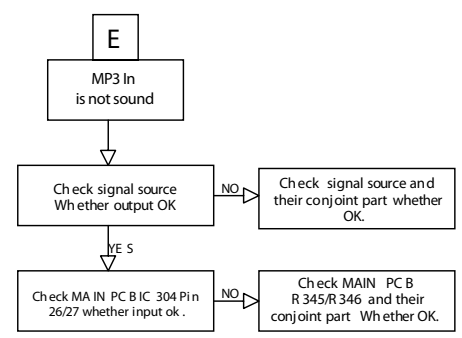 E
MP3 In
is not sound
Check signal source
Whether output OK
NO
Check signal source and
their conjoint part whether
OK.
YES
Check MAIN PCB IC 304 Pin
26/27 whether input ok.
NO
Check MAIN PCB
R345/R346 and their
conjoint part Whether OK.